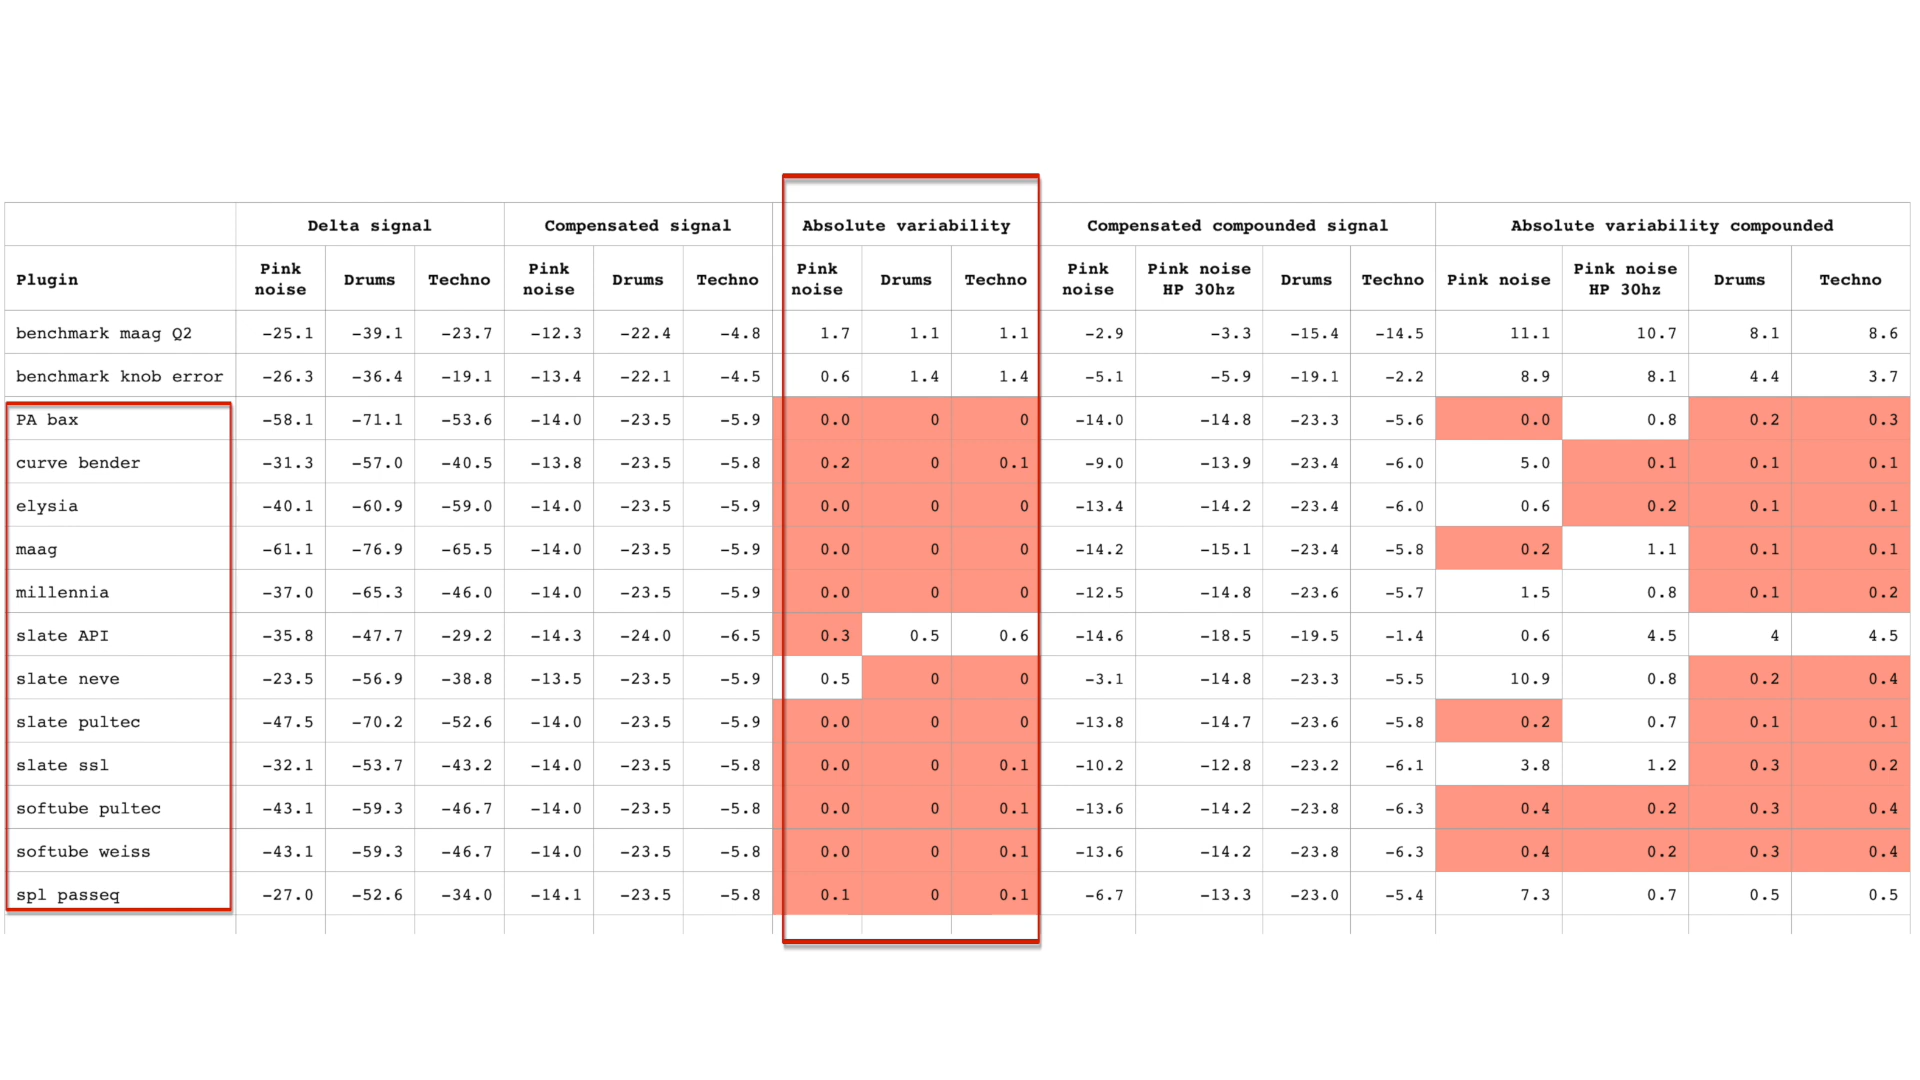 Delta signal Compensated signal Absolute variability Compensated compounded signal Absolute variability compounded
Plugin Pink noise Drums Techno Pink noise Drums Techno Pink noise Drums Techno Pink noise Pink noise HP 30hz Drums Techno Pink noise Pink noise HP 30hz Drums Techno
benchmark maag Q2 -25.1 -39.1 -23.7 -12.3 -22.4 -4.8 1.7 1.1 1.1 -2.9 -3.3 -15.4 -14.5 11.1 10.7 8.1 8.6
benchmark knob error -26.3 -36.4 -19.1 -13.4 -22.1 -4.5 0.6 1.4 1.4 -5.1 -5.9 -19.1 -2.2 8.9 8.1 4.4 3.7
PA bax -58.1 -71.1 -53.6 -14.0 -23.5 -5.9 0.0 0 0 -14.0 -14.8 -23.3 -5.6 0.0 0.8 0.2 0.3
curve bender -31.3 -57.0 -40.5 -13.8 -23.5 -5.8 0.2 0 0.1 -9.0 -13.9 -23.4 -6.0 5.0 0.1 0.1 0.1
elysia -40.1 -60.9 -59.0 -14.0 -23.5 -5.9 0.0 0 0 -13.4 -14.2 -23.4 -6.0 0.6 0.2 0.1 0.1
maag -61.1 -76.9 -65.5 -14.0 -23.5 -5.9 0.0 0 0 -14.2 -15.1 -23.4 -5.8 0.2 1.1 0.1 0.1
millennia -37.0 -65.3 -46.0 -14.0 -23.5 -5.9 0.0 0 0 -12.5 -14.8 -23.6 -5.7 1.5 0.8 0.1 0.2
slate API -35.8 -47.7 -29.2 -14.3 -24.0 -6.5 0.3 0.5 0.6 -14.6 -18.5 -19.5 -1.4 0.6 4.5 4 4.5
slate neve -23.5 -56.9 -38.8 -13.5 -23.5 -5.9 0.5 0 0 -3.1 -14.8 -23.3 -5.5 10.9 0.8 0.2 0.4
slate pultec -47.5 -70.2 -52.6 -14.0 -23.5 -5.9 0.0 0 0 -13.8 -14.7 -23.6 -5.8 0.2 0.7 0.1 0.1
slate ssl -32.1 -53.7 -43.2 -14.0 -23.5 -5.8 0.0 0 0.1 -10.2 -12.8 -23.2 -6.1 3.8 1.2 0.3 0.2
softube pultec -43.1 -59.3 -46.7 -14.0 -23.5 -5.8 0.0 0 0.1 -13.6 -14.2 -23.8 -6.3 0.4 0.2 0.3 0.4
softube weiss -43.1 -59.3 -46.7 -14.0 -23.5 -5.8 0.0 0 0.1 -13.6 -14.2 -23.8 -6.3 0.4 0.2 0.3 0.4
spl passeq -27.0 -52.6 -34.0 -14.1 -23.5 -5.8 0.1 0 0.1 -6.7 -13.3 -23.0 -5.4 7.3 0.7 0.5 0.5